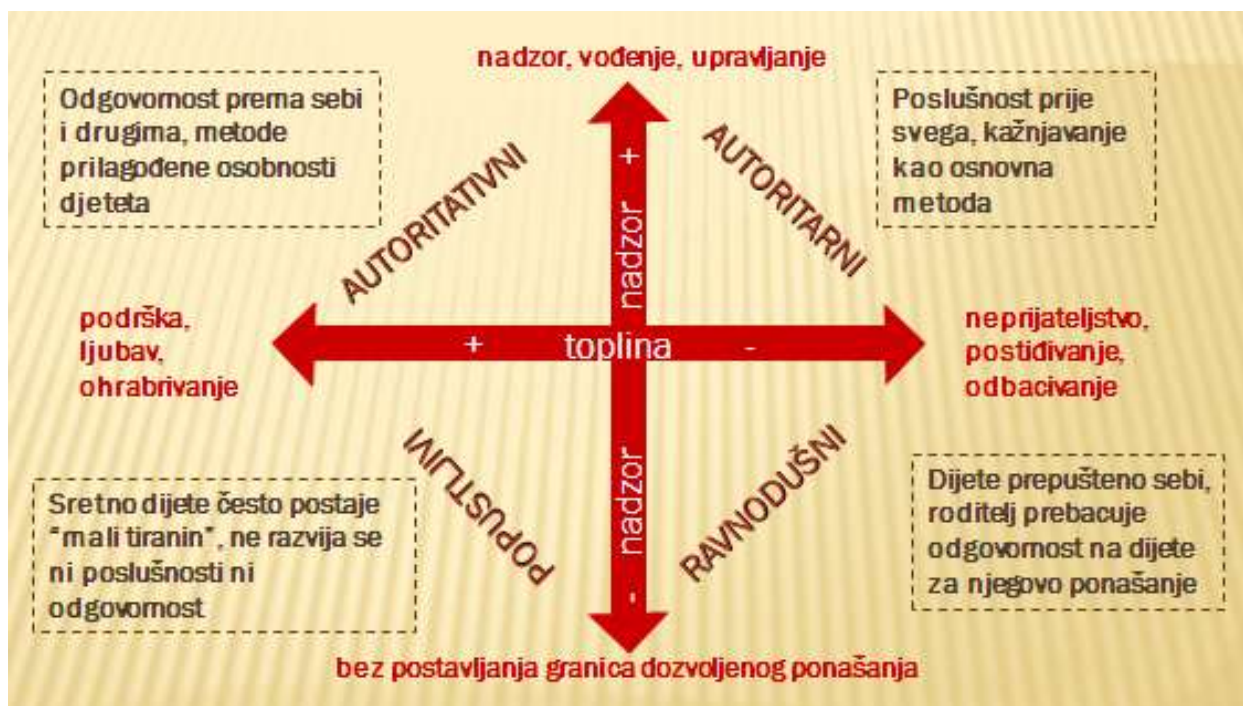 nadzor, vođenje, upravljanje
Odgovornost prema sebi
i drugima, metode
prilagođene osobnosti
djeteta
AUTORITATIVNI
+
nadzor
AUTORITARNI
Poslušnost prije
svega, kažnjavanje
kao osnovna
metoda
podrška,
ljubav,
ohrabrivanje
+ toplina -
neprijateljstvo,
postiđivanje,
odbacivanje
Sretno dijete često postaje
"mali tiranin", ne razvija se
ni poslušnosti ni
odgovornost
POPUSTLJIVI
nadzor
-
RAVNODUŠNI
Dijete prepušteno sebi,
roditelj prebacuje
odgovornost na dijete
za njegovo ponašanje
bez postavljanja granica dozvoljenog ponašanja